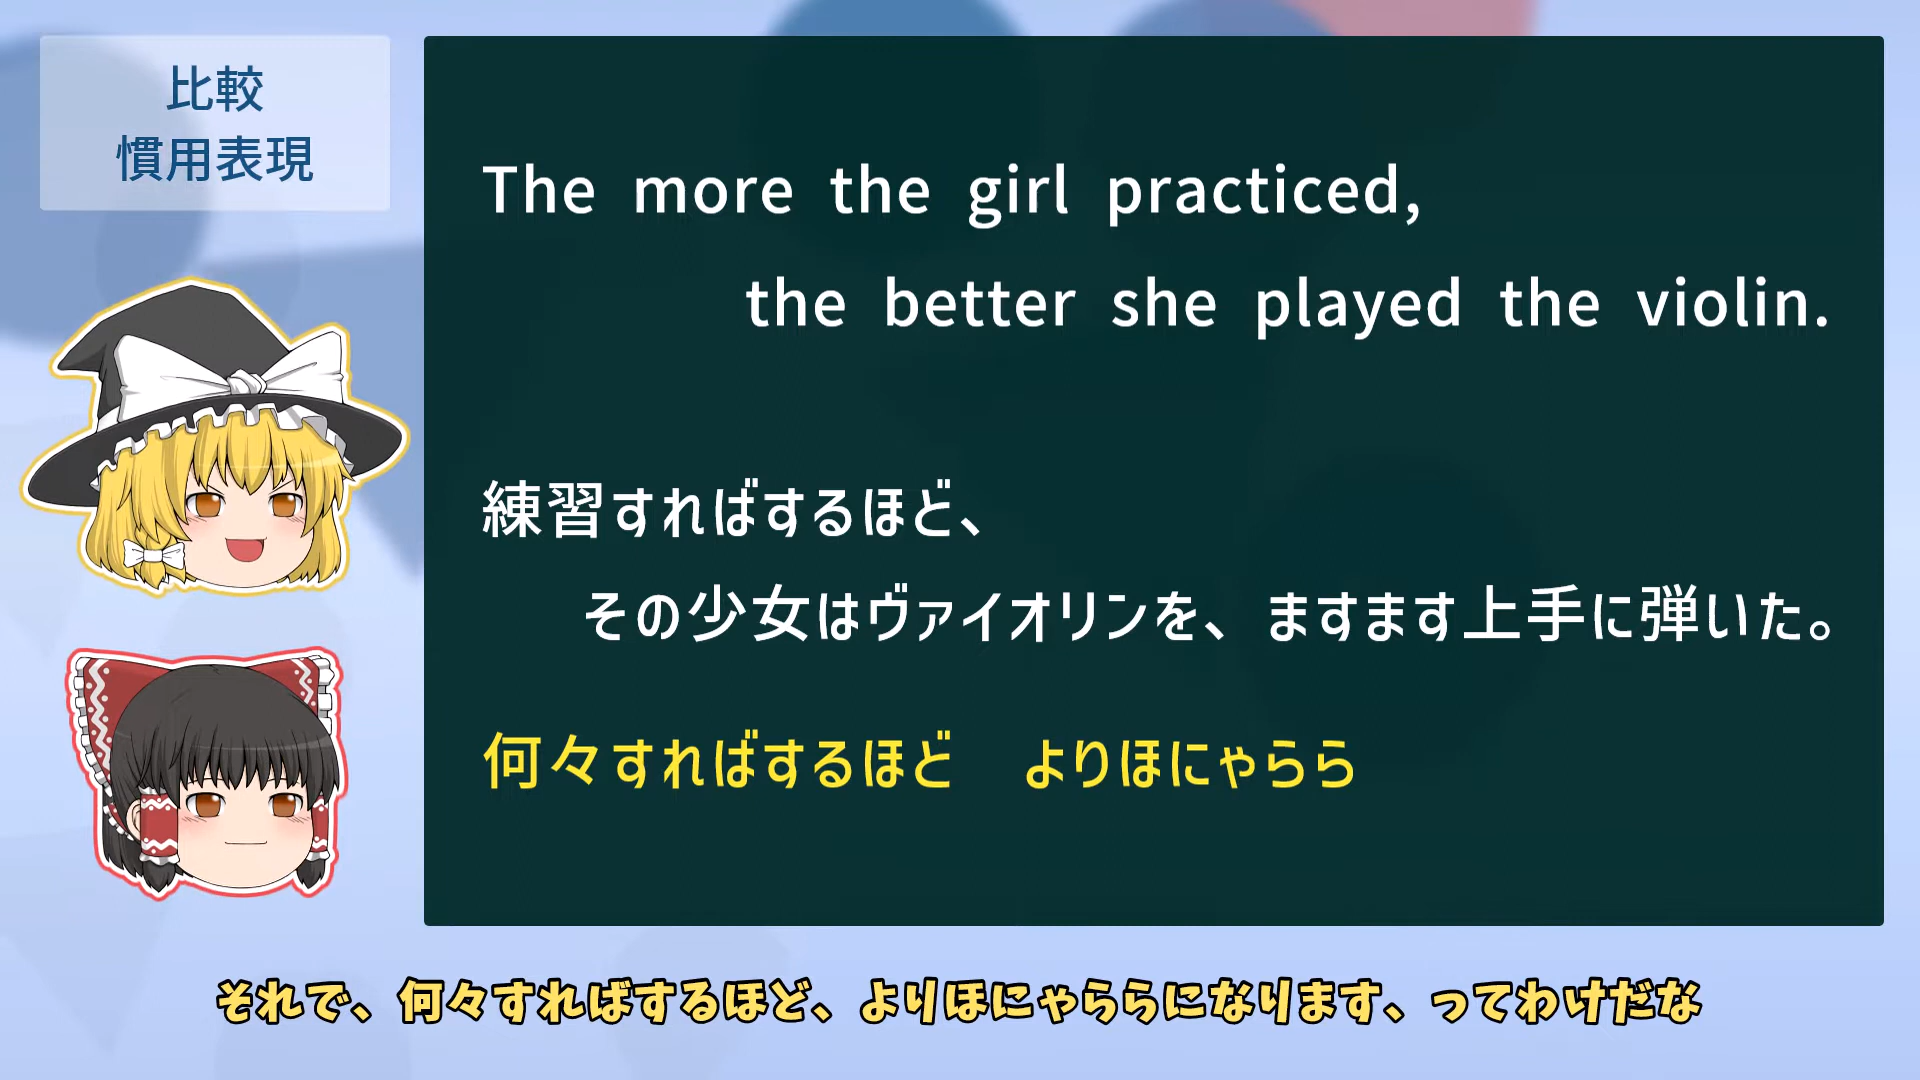 比較
慣用表現
The more the girl practiced,
the better she played the violin.
練習すればするほど、
その少女はヴァイオリンを、ますます上手に弾いた。
何々すればするほど　よりほにゃらら
それで、何々すればするほど、よりほにゃららになります、ってわけだな